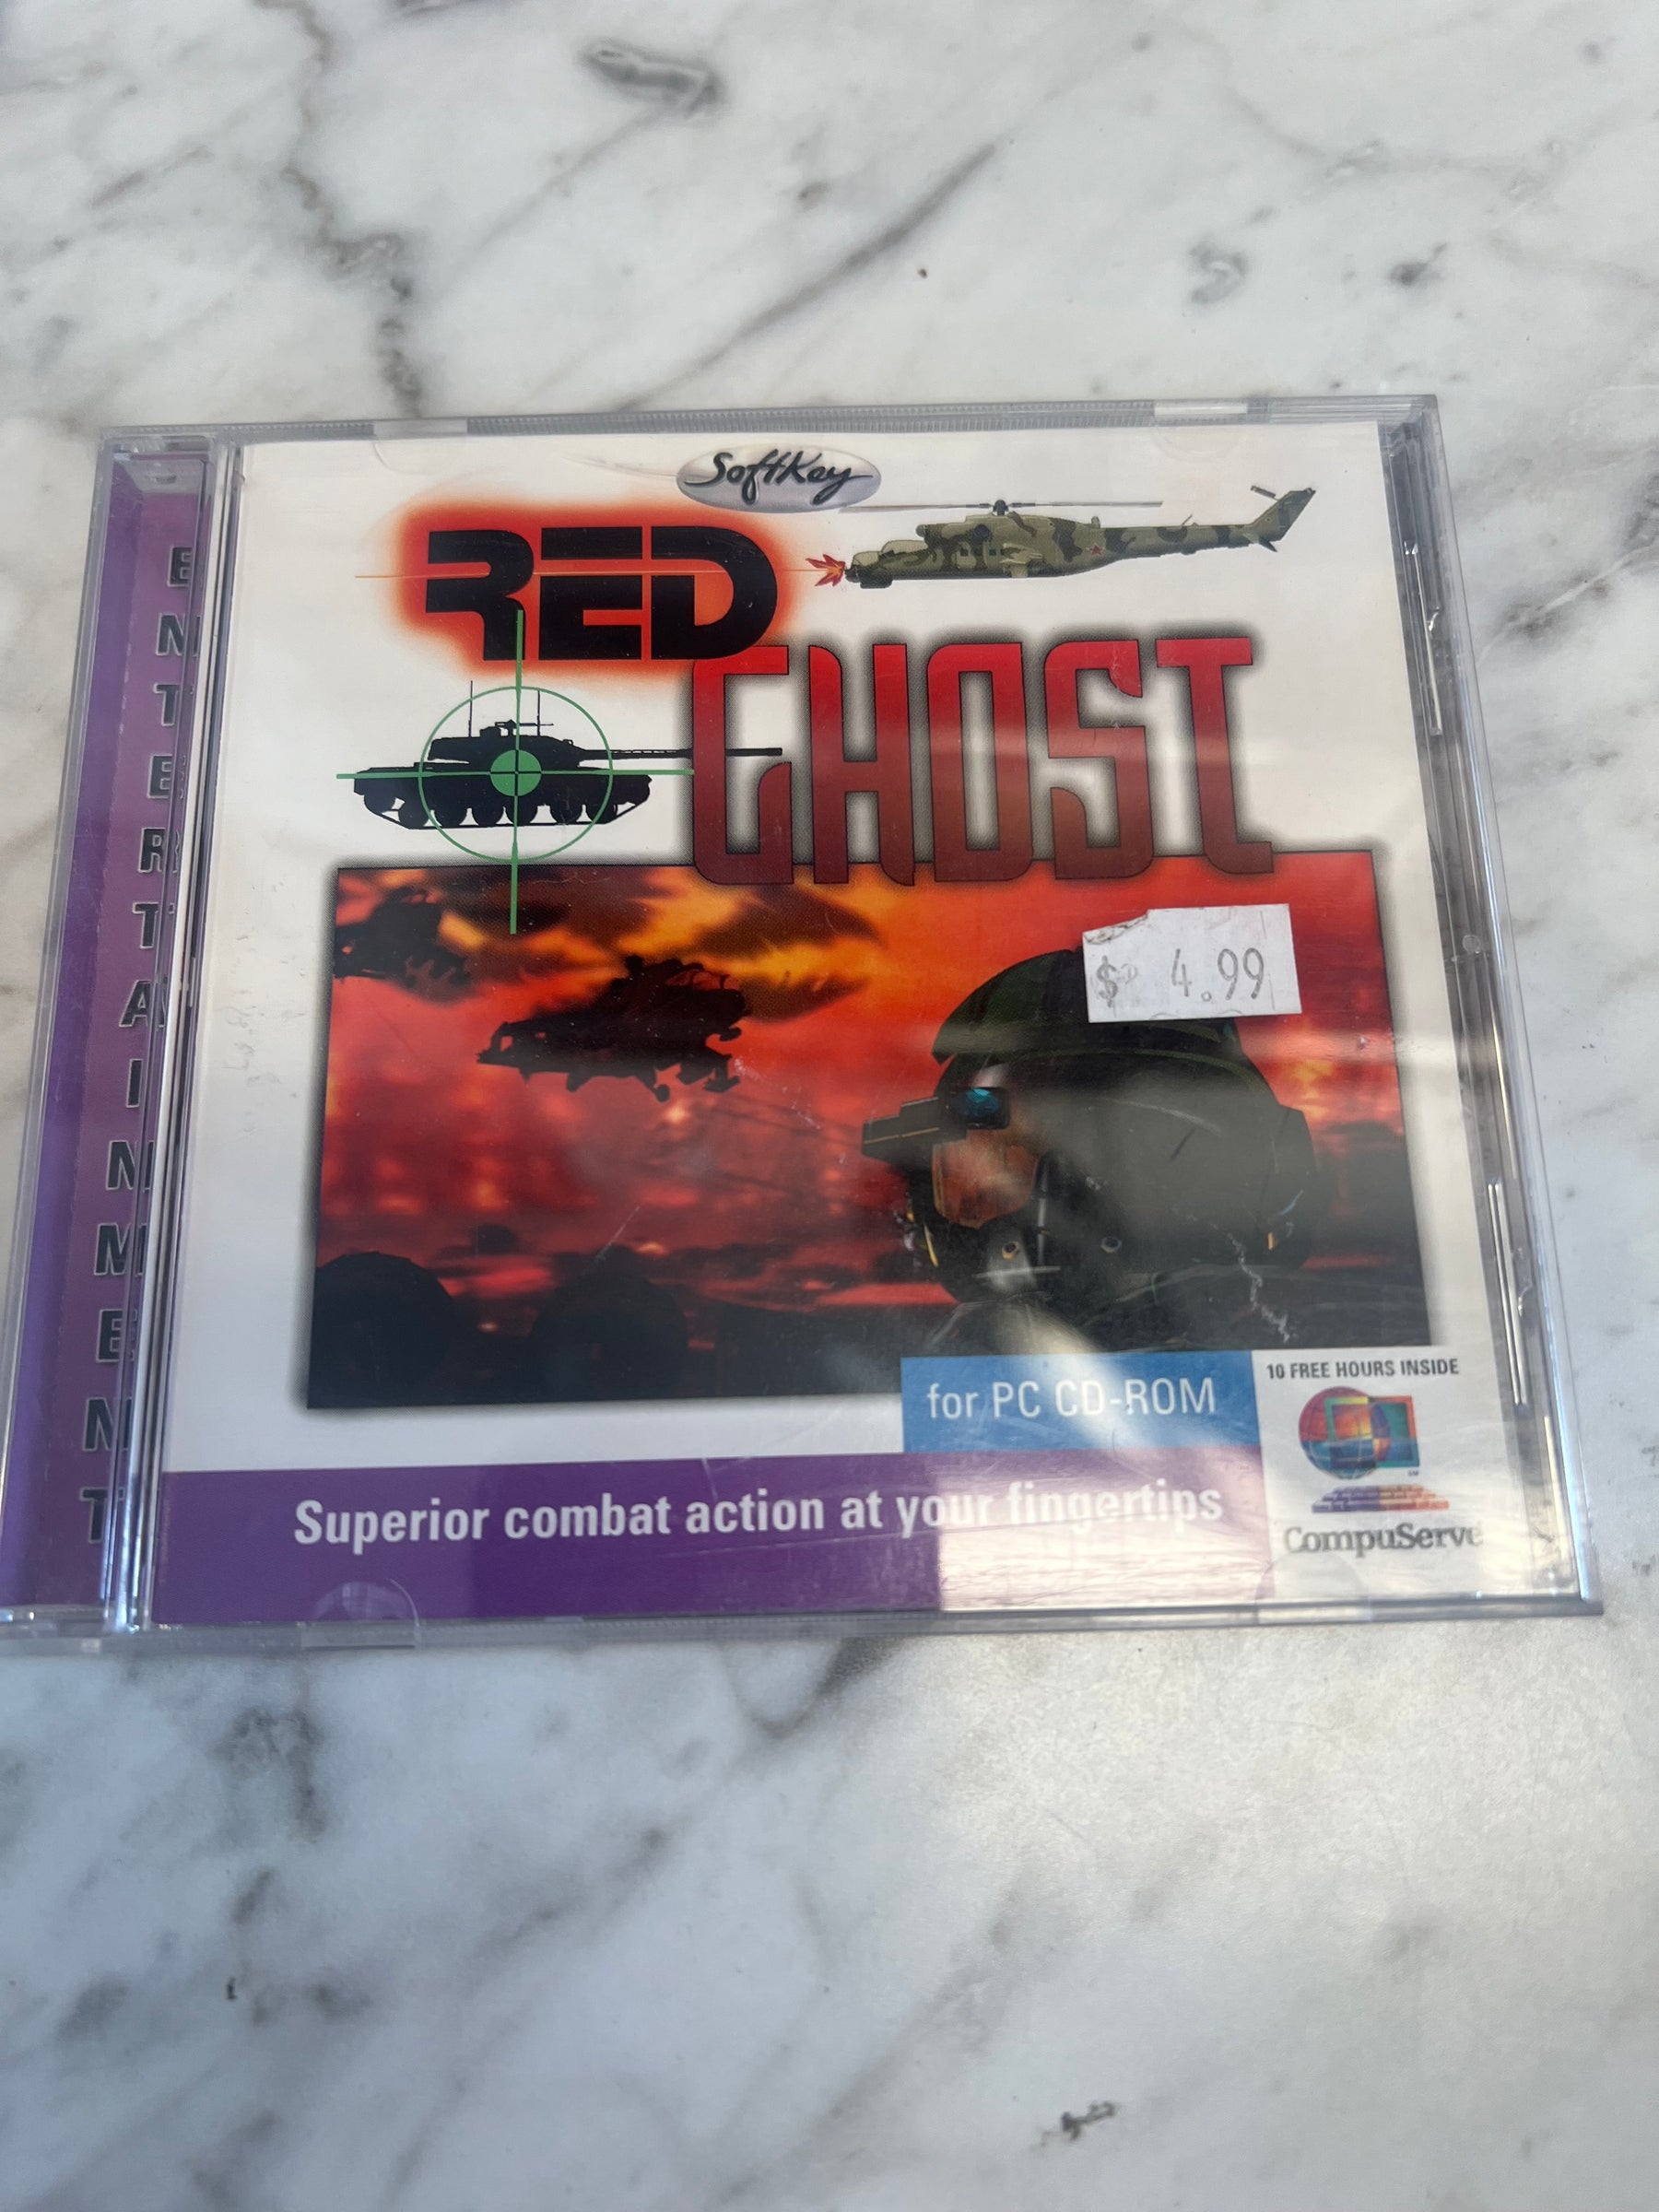 SoftKey
RED
GHOST
$ 4.99
for PC CD-ROM
10 FREE HOURS INSIDE
CompuServe
Superior combat action at your fingertips
ENTERTAINMENT